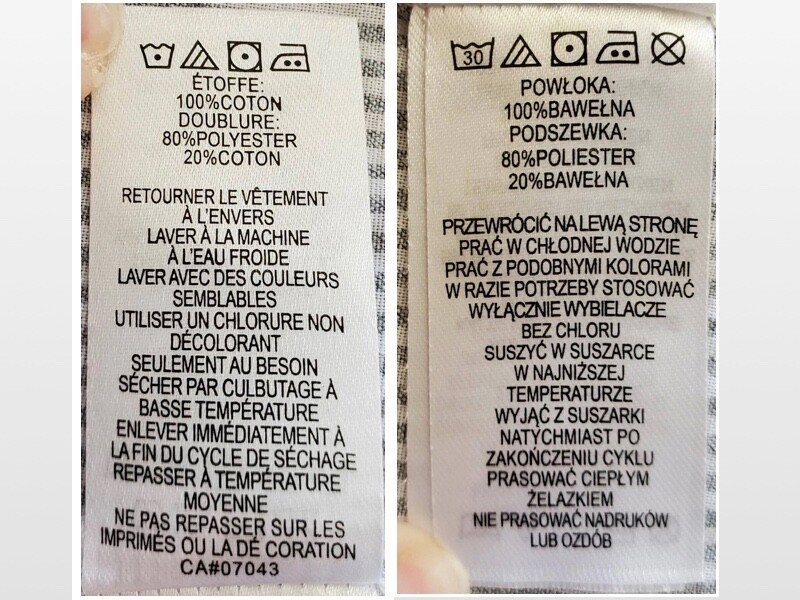 ÉTOFFE:
100%COTON
DOUBLURE:
80%POLYESTER
20%COTON
RETOURNER LE VÊTEMENT
À L'ENVERS
LAVER À LA MACHINE
À L'EAU FROIDE
LAVER AVEC DES COULEURS
SEMBLABLES
UTILISER UN CHLORURE NON
DÉCOLORANT
SEULEMENT AU BESOIN
SÉCHER PAR CULBUTAGE À
BASSE TEMPÉRATURE
ENLEVER IMMÉDIATEMENT À
LA FIN DU CYCLE DE SÉCHAGE
REPASSER À TEMPÉRATURE
MOYENNE
NE PAS REPASSER SUR LES
IMPRIMÉS OU LA DÉ CORATION
CA#07043
30
POWŁOKA:
100%BAWEŁNA
PODSZEWKA:
80%POLIESTER
20%BAWEŁNA
PRZEWRÓCIĆ NA LEWĄ STRONĘ
PRAĆ W CHŁODNEJ WODZIE
PRAĆ Z PODOBNYMI KOLORAMI
W RAZIE POTRZEBY STOSOWAĆ
WYŁĄCZNIE WYBIELACZE
BEZ CHLORU
SUSZYĆ W SUSZARCE
W NAJNIŻSZEJ
TEMPERATURZE
WYJĄĆ Z SUSZARKI
NATYCHMIAST PO
ZAKOŃCZENIU CYKLU
PRASOWAĆ CIEPŁYM
ŻELAZKIEM
NIE PRASOWAĆ NADRUKÓW
LUB OZDÓB